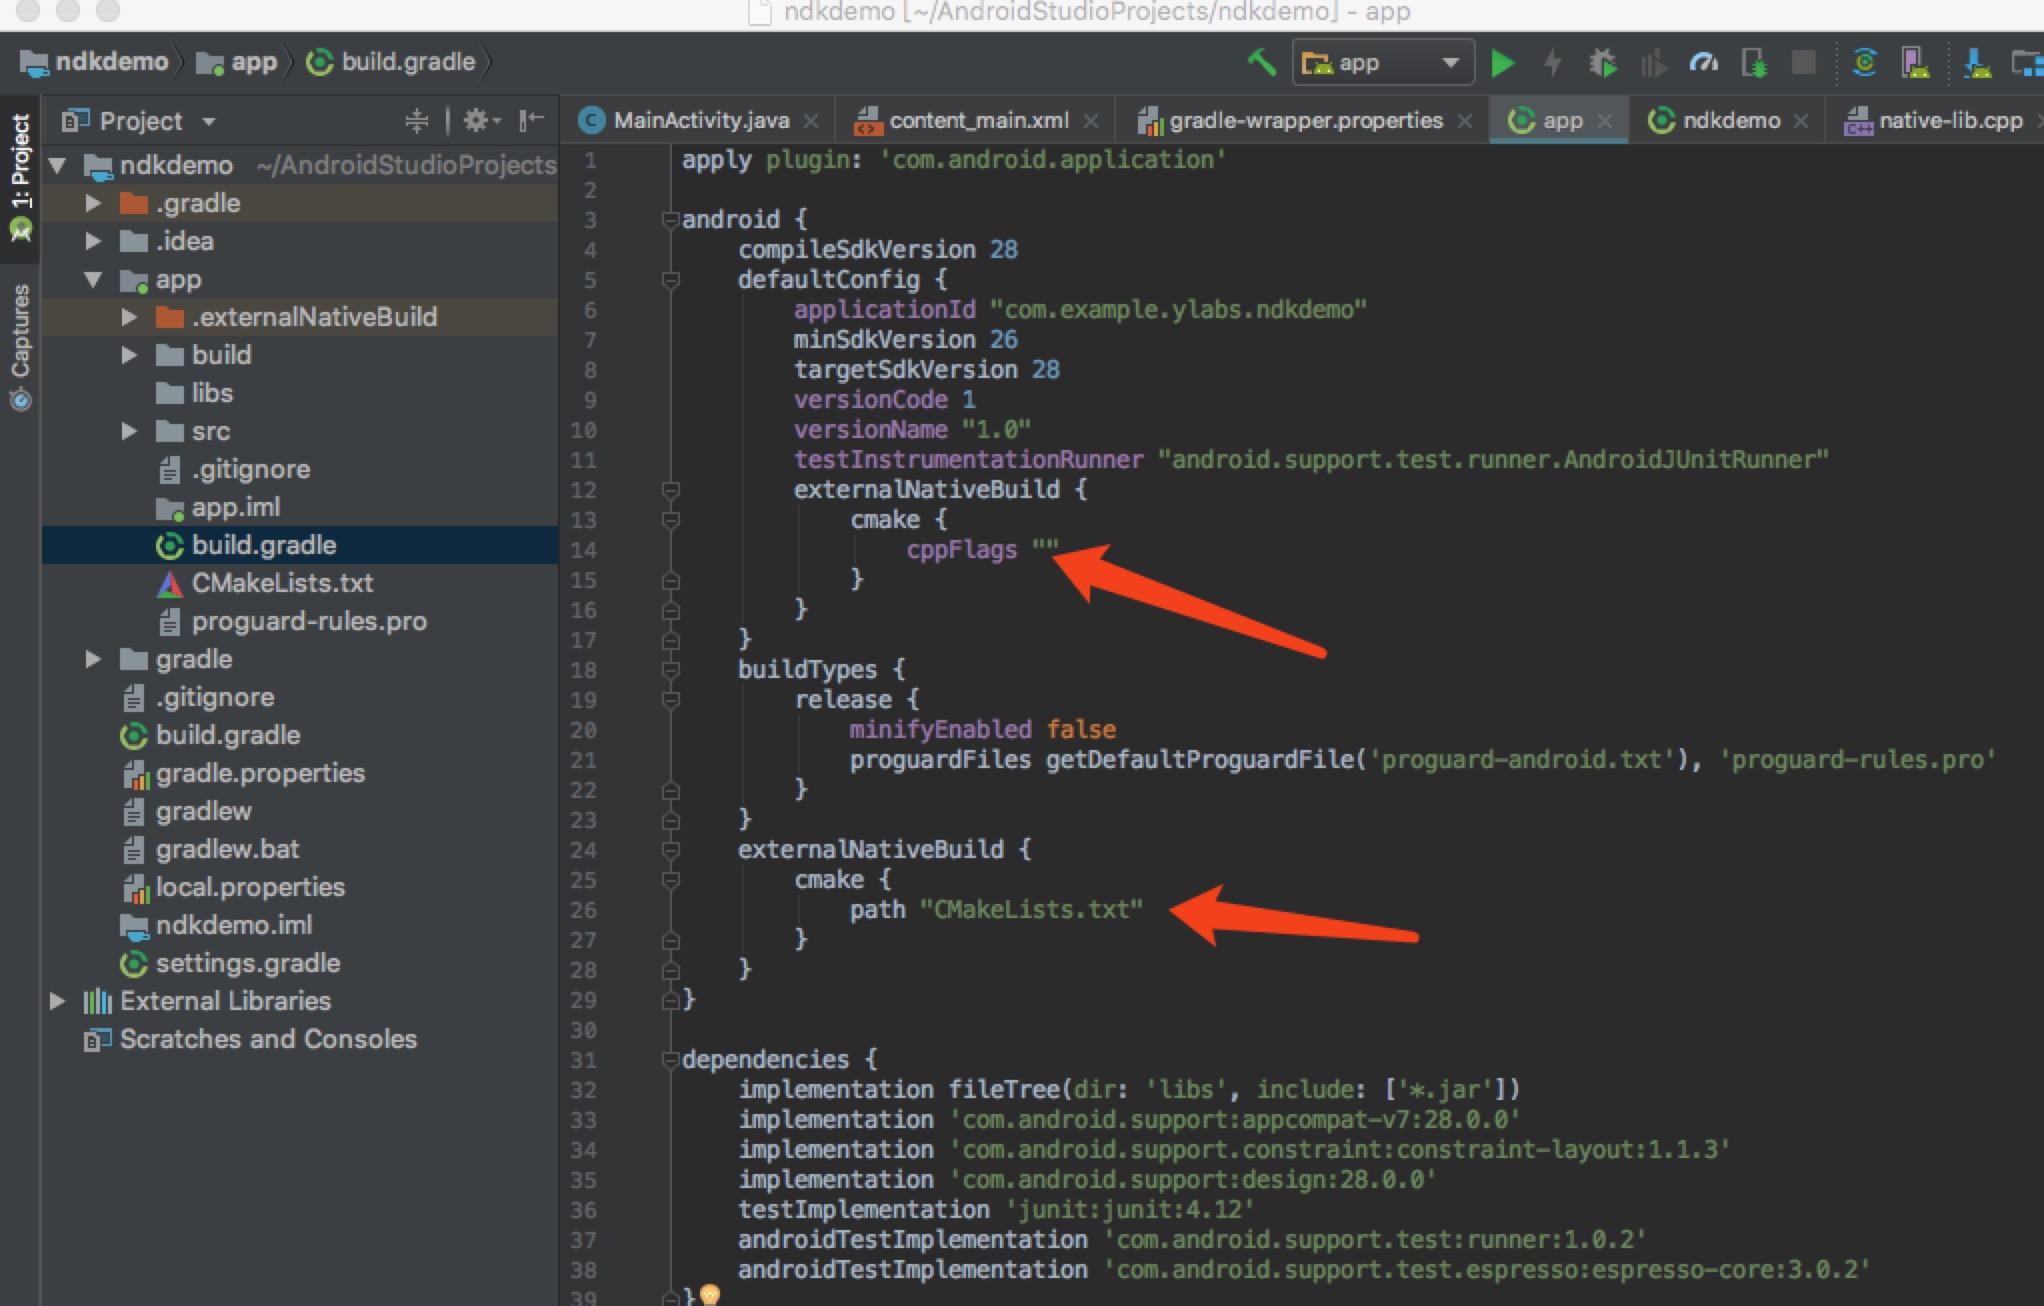 ndkdemo [~/AndroidStudioProjects/ndkdemo] - app
ndkdemo app build.gradle
app
1: Project
Captures
Project
ndkdemo ~/AndroidStudioProjects
.gradle
.idea
app
.externalNativeBuild
build
libs
src
.gitignore
app.iml
build.gradle
CMakeLists.txt
proguard-rules.pro
gradle
.gitignore
build.gradle
gradle.properties
gradlew
gradlew.bat
local.properties
ndkdemo.iml
settings.gradle
External Libraries
Scratches and Consoles
MainActivity.java content_main.xml gradle-wrapper.properties app ndkdemo native-lib.cpp
1 apply plugin: 'com.android.application'
2
3 android {
4 compileSdkVersion 28
5 defaultConfig {
6 applicationId "com.example.ylabs.ndkdemo"
7 minSdkVersion 26
8 targetSdkVersion 28
9 versionCode 1
10 versionName "1.0"
11 testInstrumentationRunner "android.support.test.runner.AndroidJUnitRunner"
12 externalNativeBuild {
13 cmake {
14 cppFlags ""
15 }
16 }
17 }
18 buildTypes {
19 release {
20 minifyEnabled false
21 proguardFiles getDefaultProguardFile('proguard-android.txt'), 'proguard-rules.pro'
22 }
23 }
24 externalNativeBuild {
25 cmake {
26 path "CMakeLists.txt"
27 }
28 }
29 }
30
31 dependencies {
32 implementation fileTree(dir: 'libs', include: ['*.jar'])
33 implementation 'com.android.support:appcompat-v7:28.0.0'
34 implementation 'com.android.support.constraint:constraint-layout:1.1.3'
35 implementation 'com.android.support:design:28.0.0'
36 testImplementation 'junit:junit:4.12'
37 androidTestImplementation 'com.android.support.test:runner:1.0.2'
38 androidTestImplementation 'com.android.support.test.espresso:espresso-core:3.0.2'
39 }